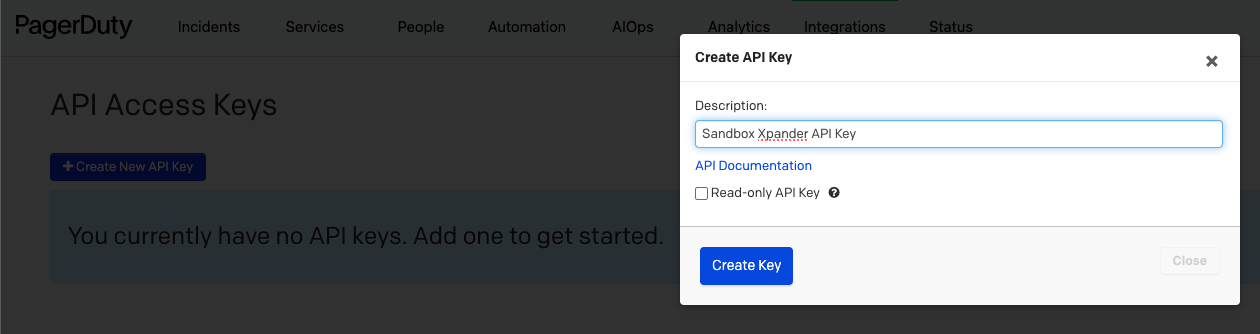 PagerDuty Incidents Services People Automation AIOps Analytics Integrations Status
API Access Keys
+ Create New API Key
You currently have no API keys. Add one to get started.
Create API Key ×
Description:
Sandbox Xpander API Key
API Documentation
Read-only API Key ?
Create Key Close